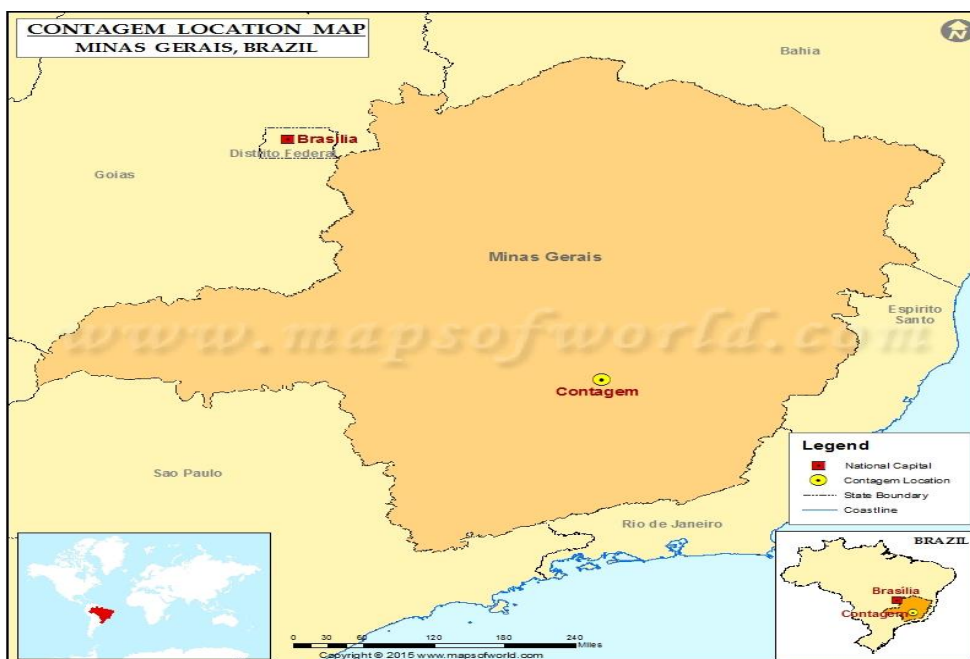 CONTAGEM LOCATION MAP
MINAS GERAIS, BRAZIL
N
Bahia
Brasília
Distrito Federal
Goias
Minas Gerais
Espirito
Santo
www.mapsofworld.com
Contagem
Sao Paulo
Rio de Janeiro
Legend
National Capital
Contagem Location
State Boundary
Coastline
BRAZIL
Brasilia
Contagem
0 30 60 120 180 240
Miles
Copyright © 2015 www.mapsofworld.com